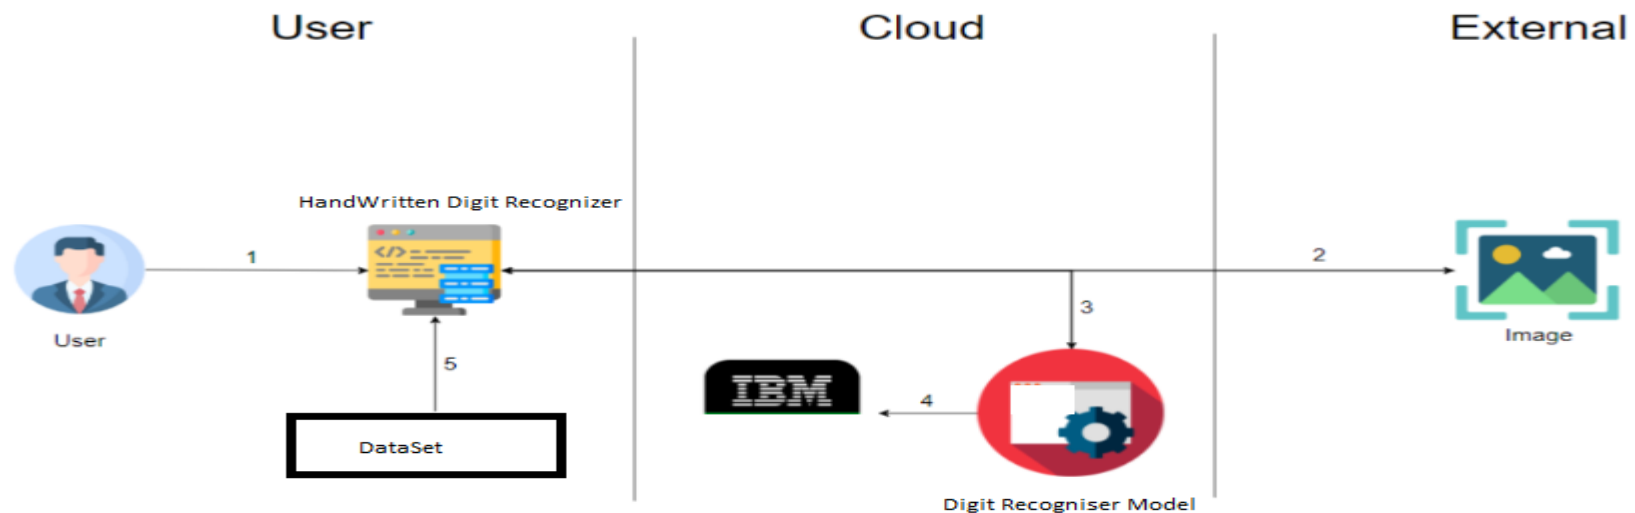 User
Cloud
External
HandWritten Digit Recognizer
</>
1
2
User
3
Image
5
IBM
4
DataSet
Digit Recogniser Model